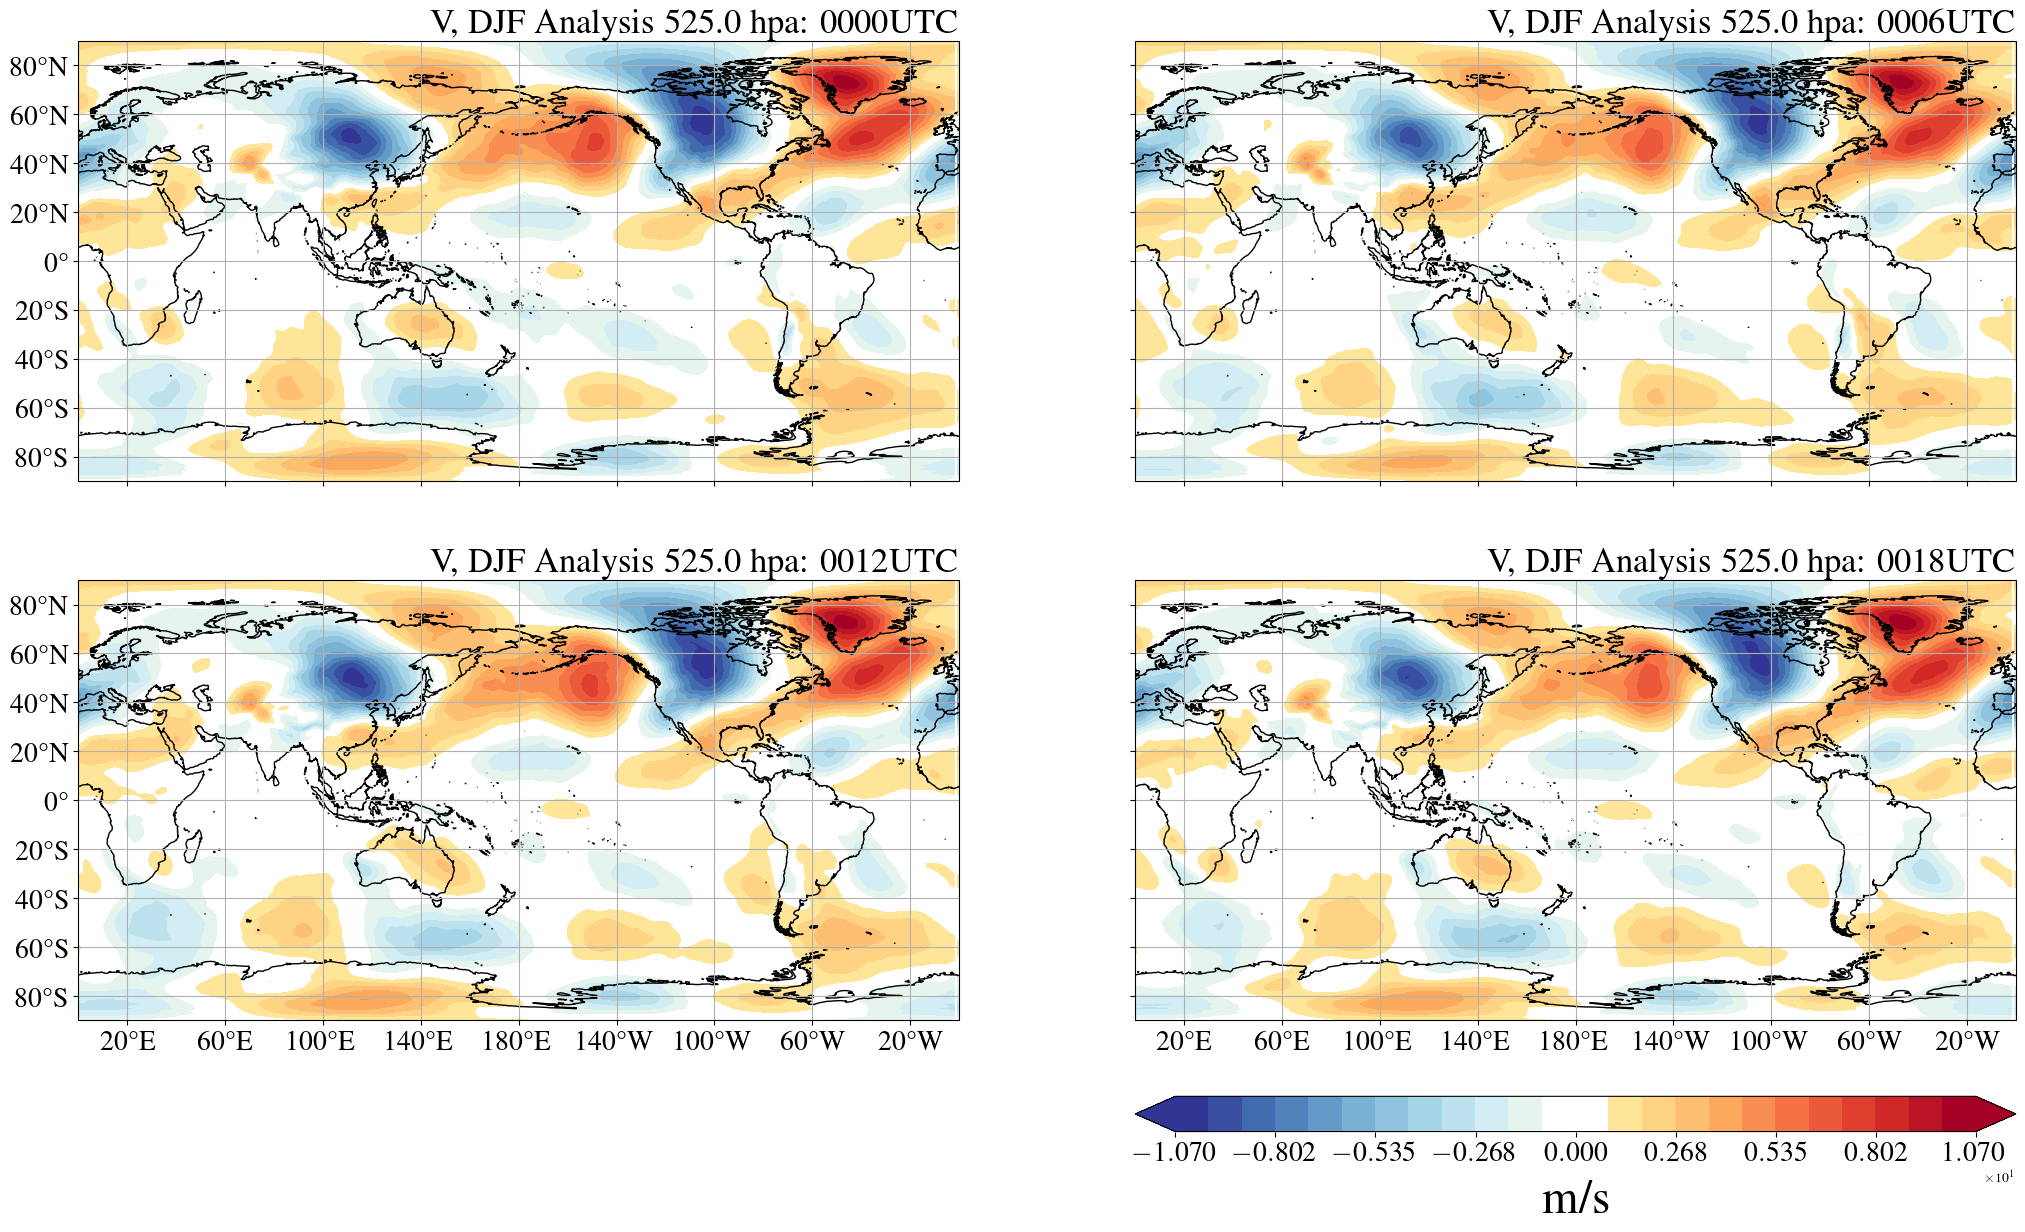 V, DJF Analysis 525.0 hpa: 0000UTC
V, DJF Analysis 525.0 hpa: 0006UTC
80°N
60°N
40°N
20°N
0°
20°S
40°S
60°S
80°S
V, DJF Analysis 525.0 hpa: 0012UTC
V, DJF Analysis 525.0 hpa: 0018UTC
80°N
60°N
40°N
20°N
0°
20°S
40°S
60°S
80°S
20°E 60°E 100°E 140°E 180°E 140°W 100°W 60°W 20°W
20°E 60°E 100°E 140°E 180°E 140°W 100°W 60°W 20°W
−1.070 −0.802 −0.535 −0.268 0.000 0.268 0.535 0.802 1.070
×10¹
m/s